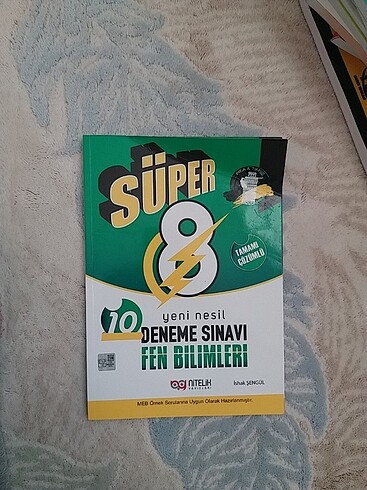 SÜPER
8
TAMAMI
ÇÖZÜMLÜ
yeni nesil
10
DENEME SINAVI
FEN BİLİMLERİ
NİTELİK
YAYINLARI
İshak ŞENGÜL
MEB Örnek Sorularına Uygun Olarak Hazırlanmıştır.